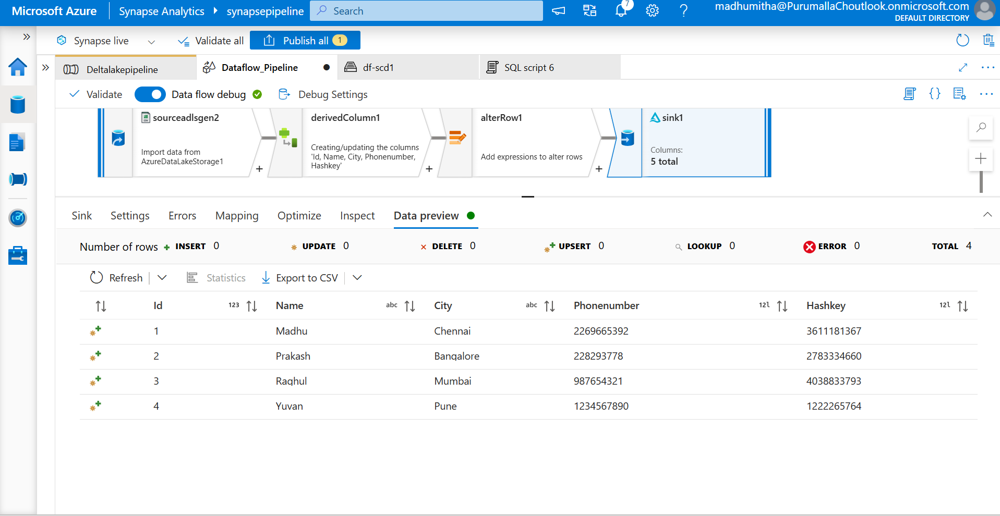 Microsoft Azure
Synapse Analytics
synapsepipeline
Search
7
madhumitha@PurumallaChoutlook.onmicrosoft.com
DEFAULT DIRECTORY
Synapse live
Validate all
Publish all 1
Deltalakepipeline
Dataflow_Pipeline
df-scd1
SQL script 6
Validate
Data flow debug
Debug Settings
sourceadlsgen2
Import data from
AzureDataLakeStorage1
derivedColumn1
Creating/updating the columns
'Id, Name, City, Phonenumber,
Hashkey'
alterRow1
Add expressions to alter rows
sink1
Columns:
5 total
Sink Settings Errors Mapping Optimize Inspect Data preview
Number of rows INSERT 0 UPDATE 0 DELETE 0 UPSERT 0 LOOKUP 0 ERROR 0 TOTAL 4
Refresh Statistics Export to CSV
Id 123 Name abc City abc Phonenumber 12l Hashkey 12l
1 Madhu Chennai 2269665392 3611181367
2 Prakash Bangalore 228293778 2783334660
3 Raghul Mumbai 987654321 4038833793
4 Yuvan Pune 1234567890 1222265764